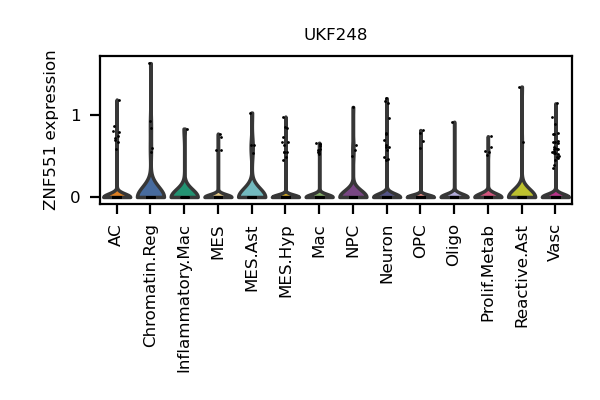 UKF248
ZNF551 expression
1
0
AC
Chromatin.Reg
Inflammatory.Mac
MES
MES.Ast
MES.Hyp
Mac
NPC
Neuron
OPC
Oligo
Prolif.Metab
Reactive.Ast
Vasc